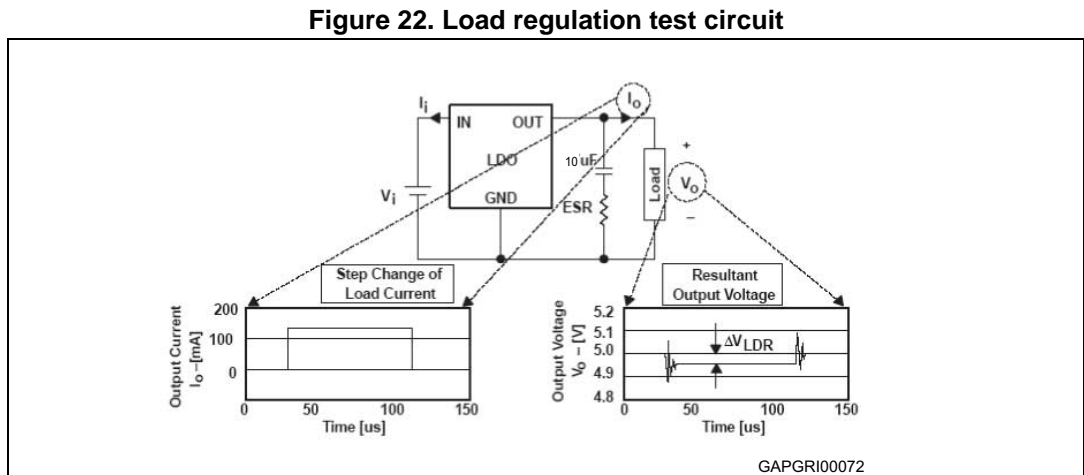 Figure 22. Load regulation test circuit
Ii
IN
OUT
Io
LDO
10 uF
Vi
GND
ESR
Load
+
Vo
–
Step Change of
Load Current
Resultant
Output Voltage
Output Current
Io –[mA]
200
100
0
0
50
100
150
Time [us]
Output Voltage
Vo – [V]
5.2
5.1
5.0
4.9
4.8
ΔVLDR
0
50
100
150
Time [us]
GAPGRI00072